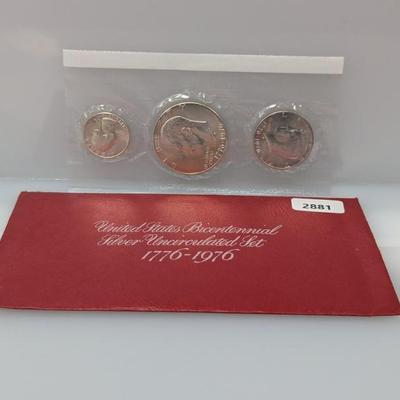 2881
United States Bicentennial
Silver Uncirculated Set
1776-1976